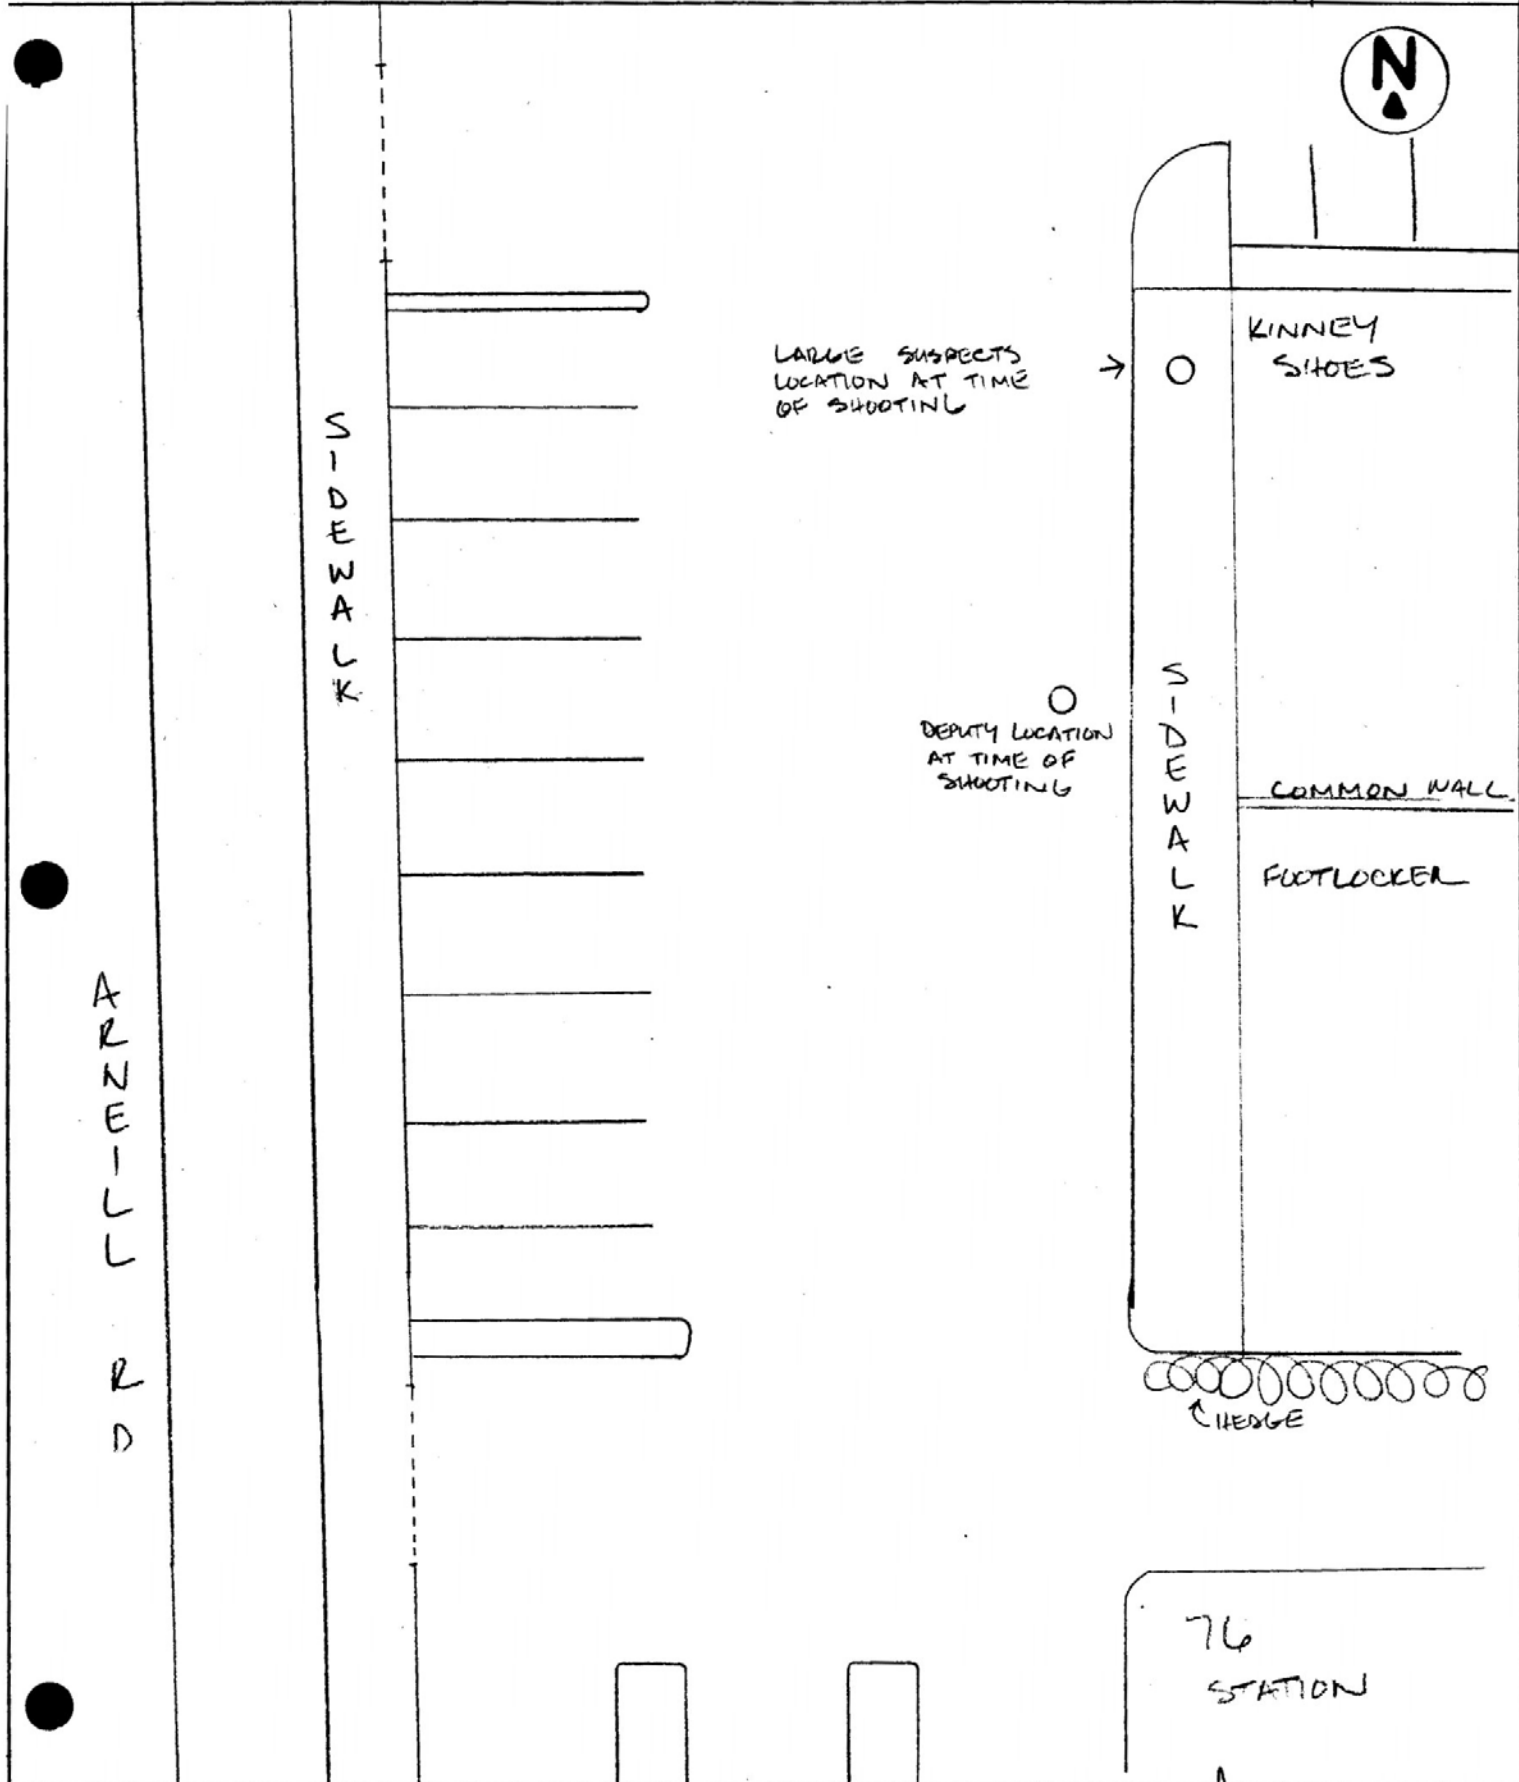 N
KINNEY
SHOES
LARGE SUSPECTS
LOCATION AT TIME
OF SHOOTING
SIDEWALK
SIDEWALK
DEPUTY LOCATION
AT TIME OF
SHOOTING
COMMON WALL
FOOTLOCKER
ARNEILL RD
HEDGE
76
STATION